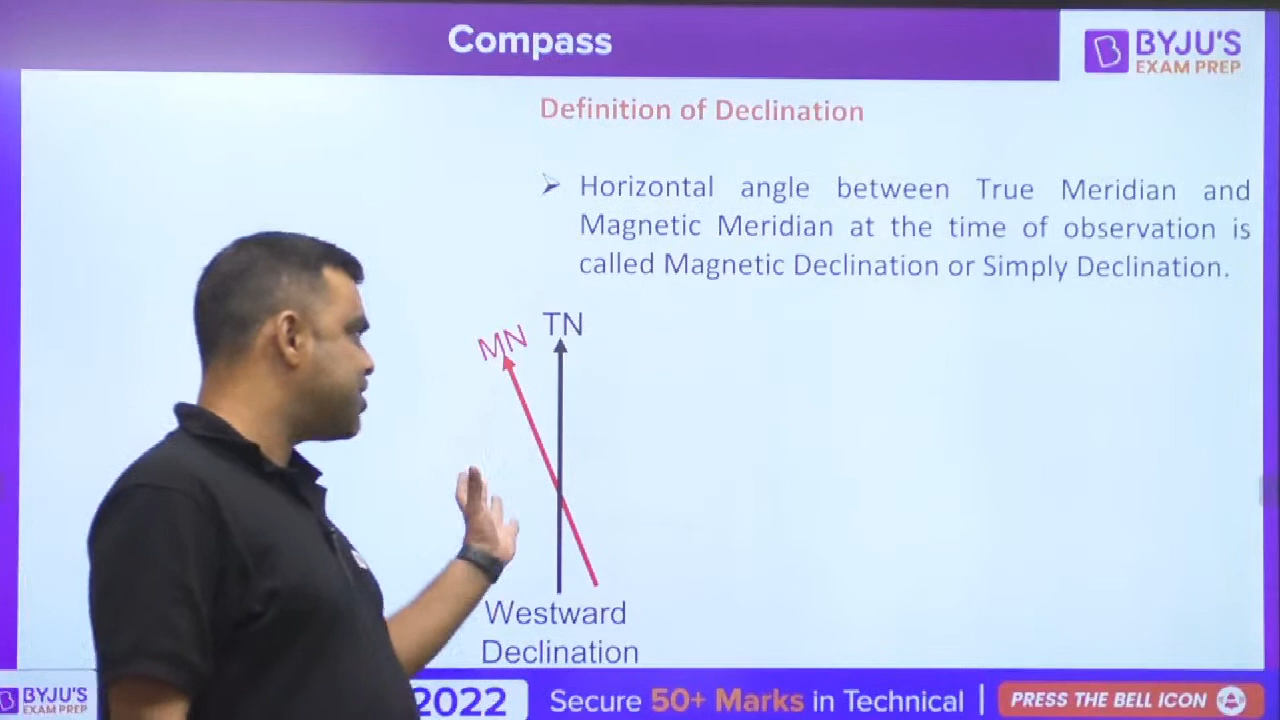 Compass
BYJU'S
EXAM PREP
Definition of Declination
Horizontal angle between True Meridian and
Magnetic Meridian at the time of observation is
called Magnetic Declination or Simply Declination.
MN
TN
Westward
Declination
BYJU'S
EXAM PREP
2022
Secure 50+ Marks in Technical
PRESS THE BELL ICON